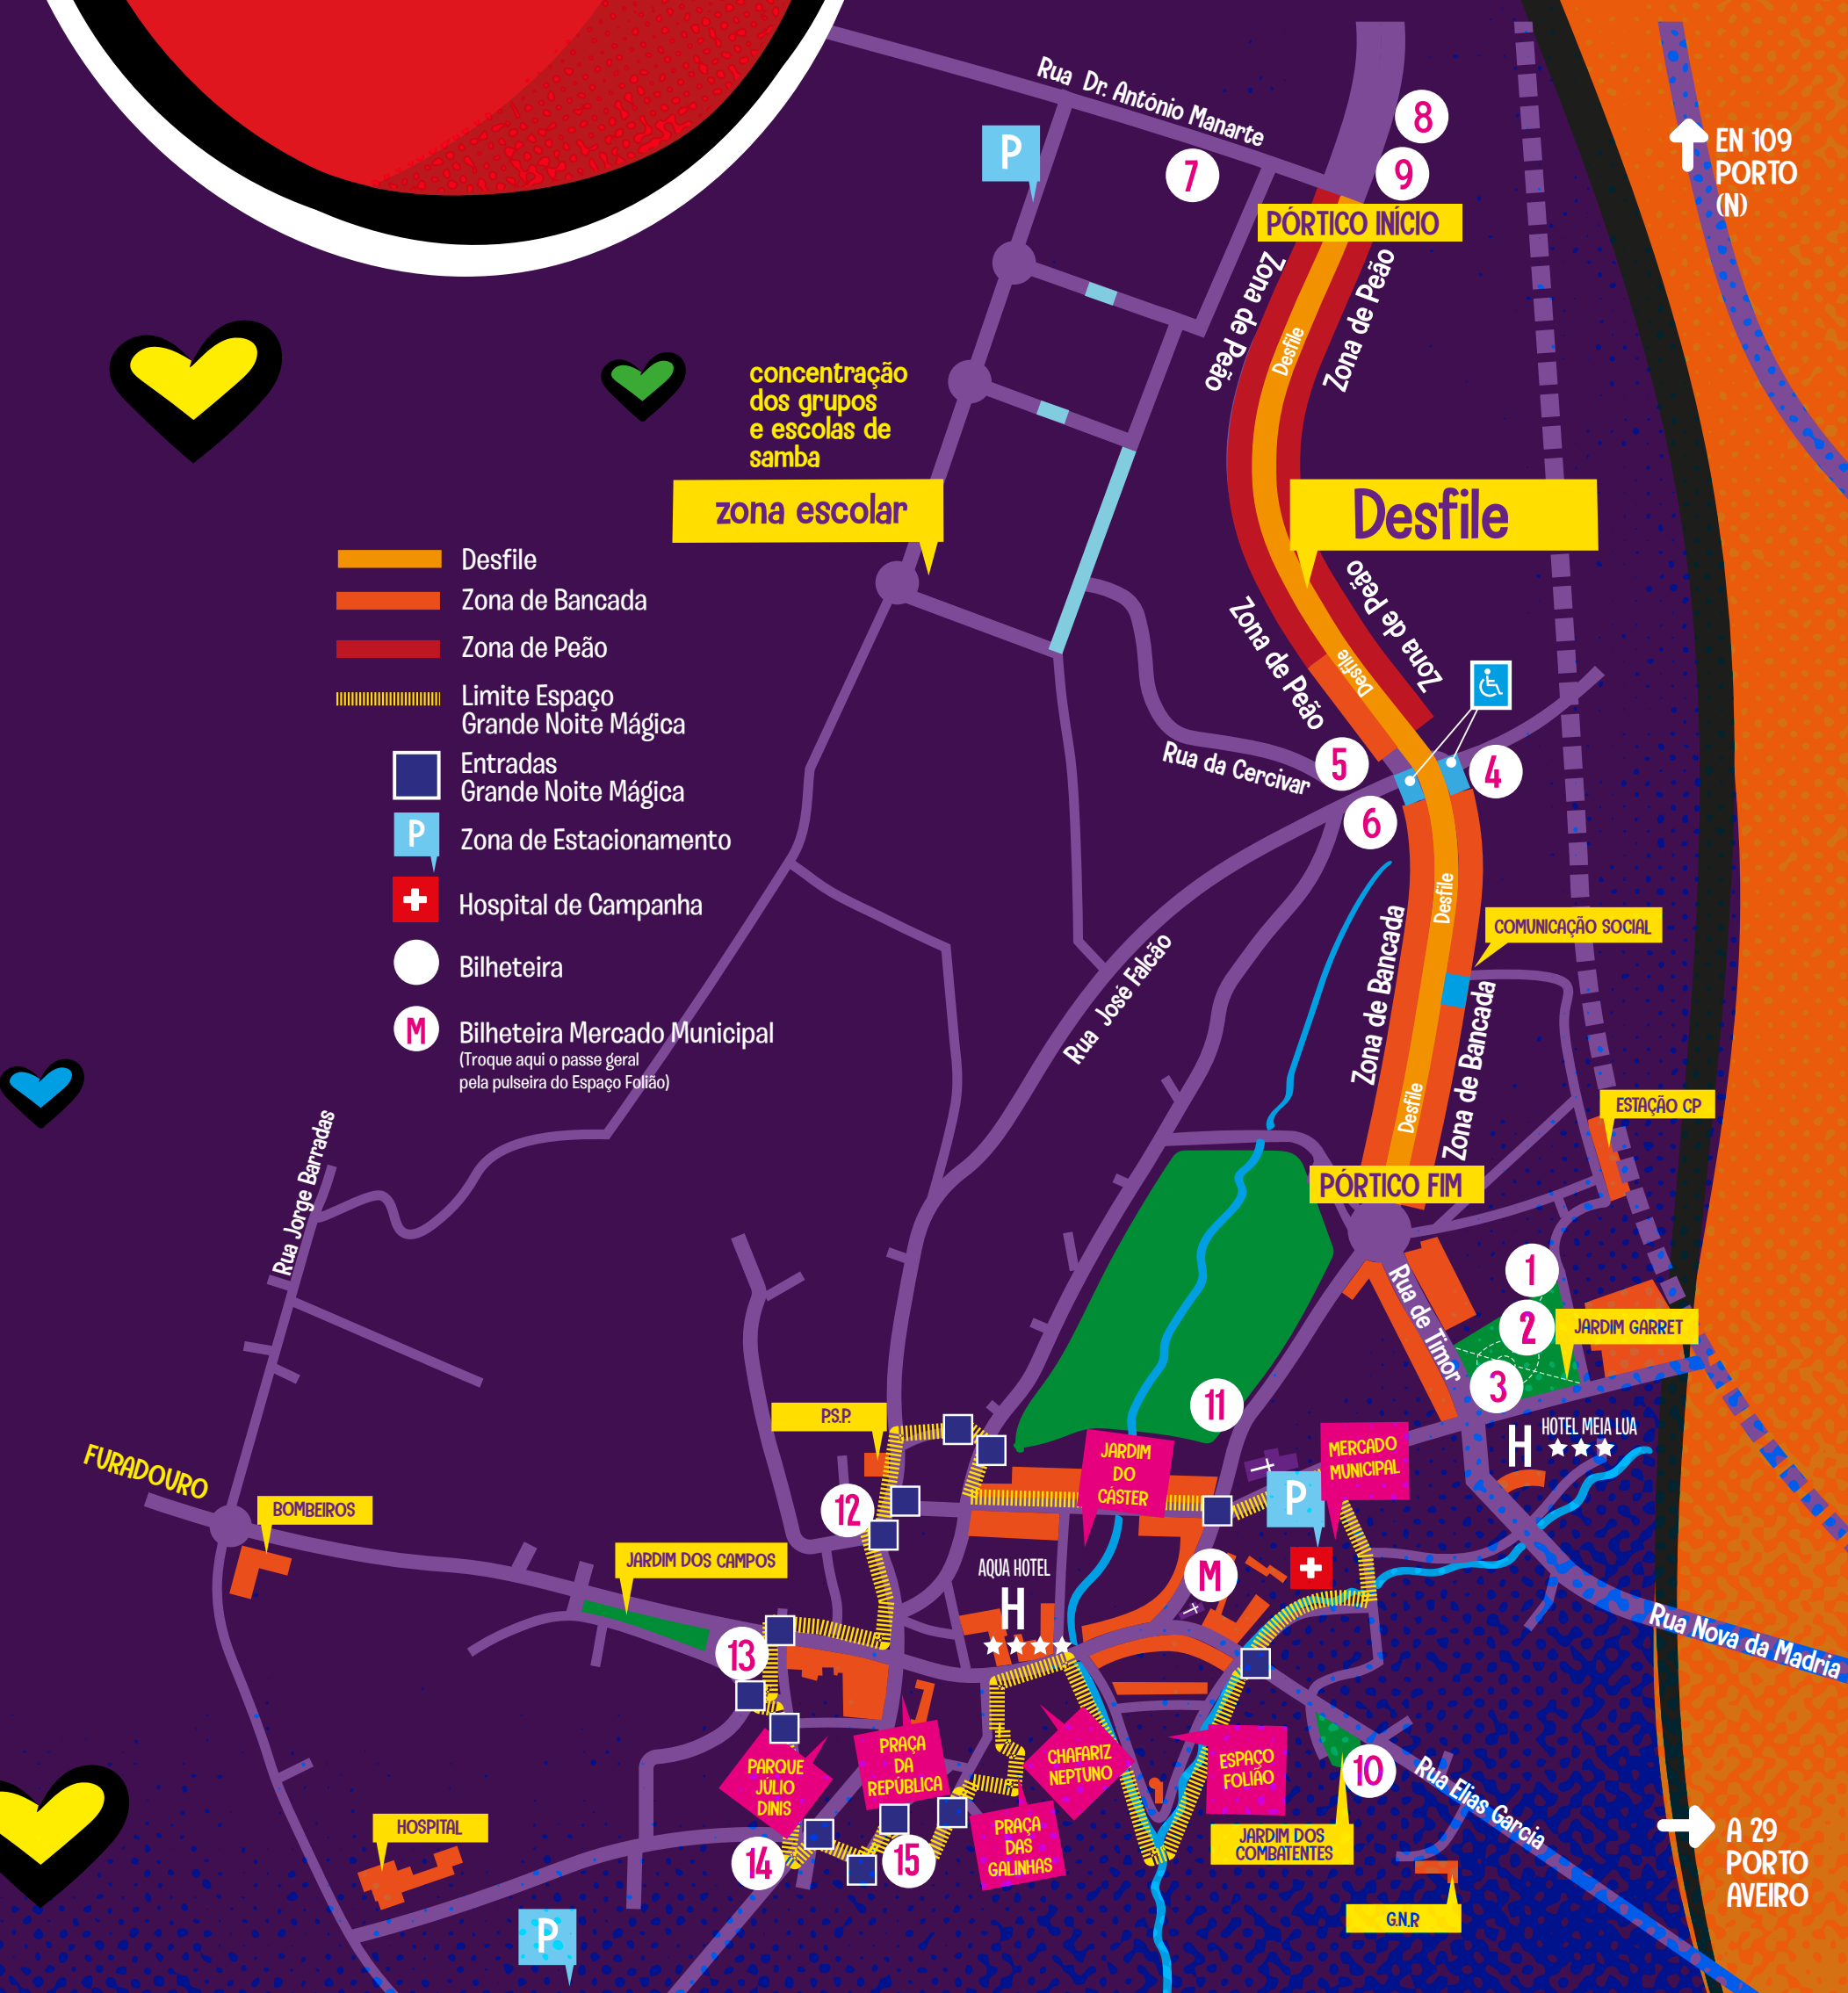 Rua Dr. António Manarte
P
7
8
9
EN 109
PORTO
(N)
PÓRTICO INÍCIO
Zona de Peão
Desfile
Zona de Peão
concentração
dos grupos
e escolas de
samba
zona escolar
Desfile
Desfile
Zona de Bancada
Zona de Peão
Limite Espaço
Grande Noite Mágica
Entradas
Grande Noite Mágica
P
Zona de Estacionamento
Hospital de Campanha
Bilheteira
M
Bilheteira Mercado Municipal
(Troque aqui o passe geral
pela pulseira do Espaço Folião)
Zona de Peão
Desfile
Zona de Peão
Rua da Cercivar
5
4
6
Rua José Falcão
Desfile
Zona de Bancada
COMUNICAÇÃO SOCIAL
Zona de Bancada
Desfile
ESTAÇÃO CP
PÓRTICO FIM
Rua Jorge Barradas
Rua de Timor
1
2
3
JARDIM GARRET
11
HOTEL MEIA LUA
H
P.S.P.
JARDIM
DO
CÁSTER
MERCADO
MUNICIPAL
P
FURADOURO
BOMBEIROS
12
JARDIM DOS CAMPOS
AQUA HOTEL
H
M
13
Rua Nova da Madria
PARQUE
JÚLIO
DINIS
PRAÇA
DA
REPÚBLICA
CHAFARIZ
NEPTUNO
ESPAÇO
FOLIÃO
10
Rua Elias Garcia
HOSPITAL
14
15
PRAÇA
DAS
GALINHAS
JARDIM DOS
COMBATENTES
A 29
PORTO
AVEIRO
G.N.R
P